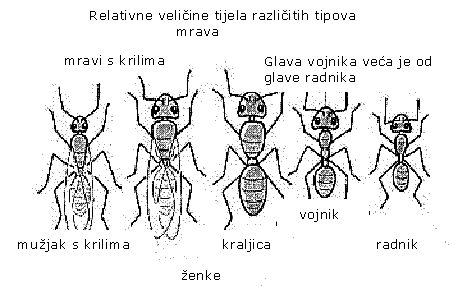 Relativne veličine tijela različitih tipova
mrava
mravi s krilima
Glava vojnika veća je od
glave radnika
mužjak s krilima
kraljica
vojnik
radnik
ženke